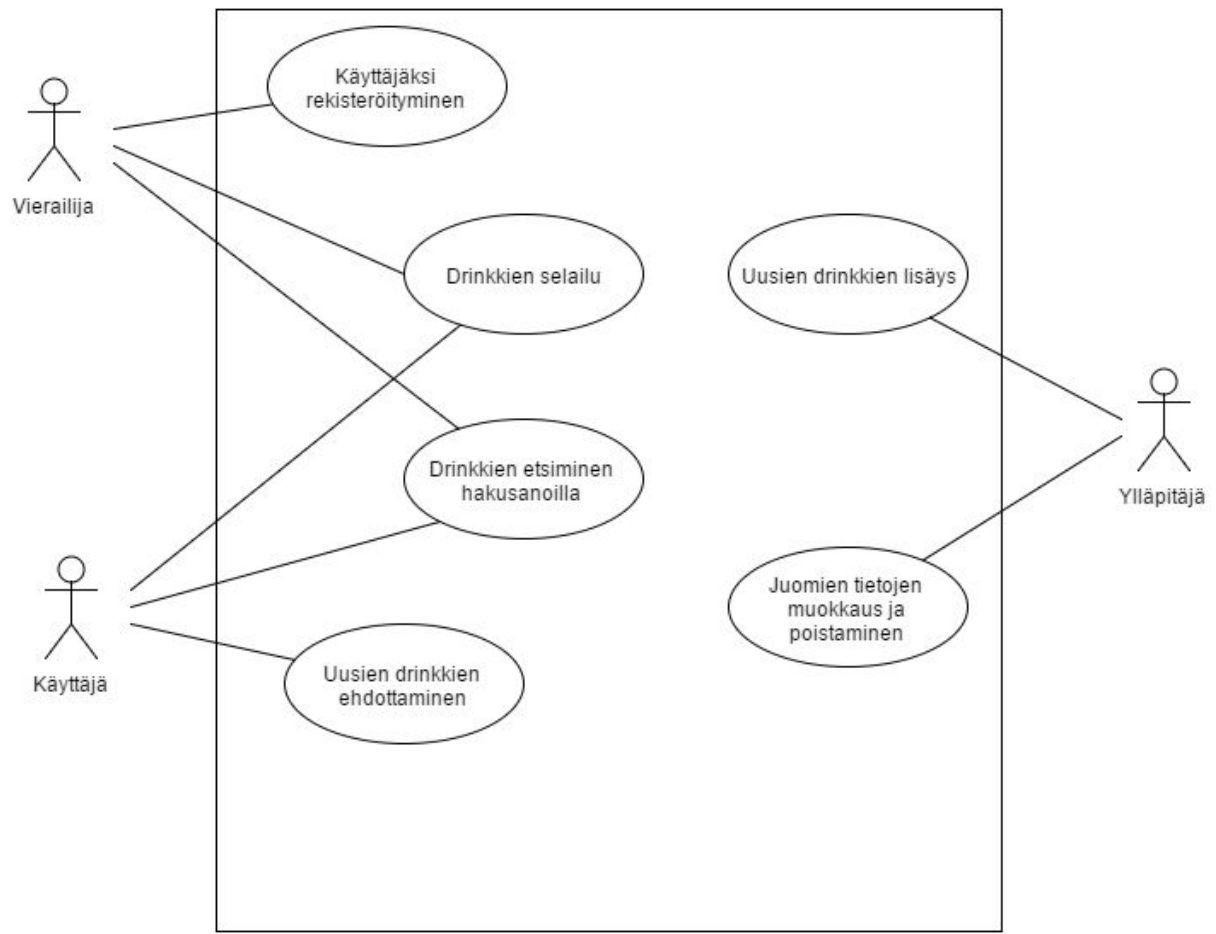 Käyttäjäksi
rekisteröityminen
Vierailija
Drinkkien selailu
Uusien drinkkien lisäys
Drinkkien etsiminen
hakusanoilla
Ylläpitäjä
Juomien tietojen
muokkaus ja
poistaminen
Käyttäjä
Uusien drinkkien
ehdottaminen